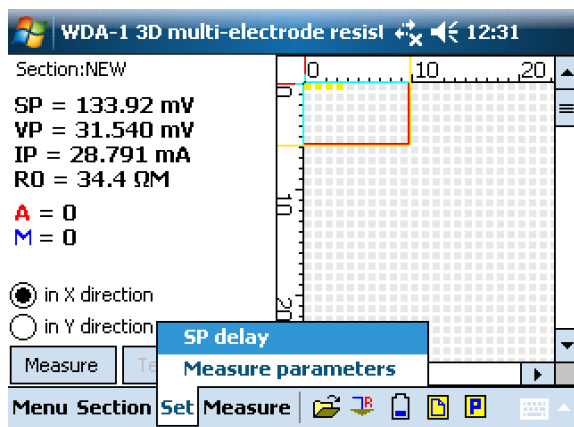 WDA-1 3D multi-electrode resisl 12:31
Section:NEW
SP = 133.92 mV
VP = 31.540 mV
IP = 28.791 mA
R0 = 34.4 ΩM
A = 0
M = 0
in X direction
in Y direction
Measure Te
0 10 20
0
10
20
SP delay
Measure parameters
Menu Section Set Measure R P